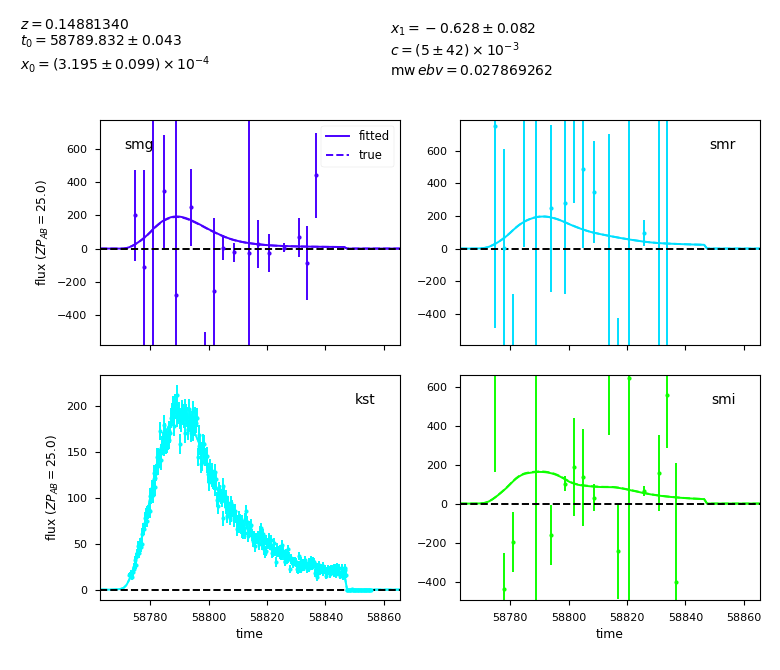 z = 0.14881340
t₀ = 58789.832 ± 0.043
x₀ = (3.195 ± 0.099) × 10⁻⁴
x₁ = −0.628 ± 0.082
c = (5 ± 42) × 10⁻³
mw ebv = 0.027869262
smg
fitted
true
600
400
200
0
−200
−400
flux (ZP_AB = 25.0)
smr
600
400
200
0
−200
−400
kst
200
150
100
50
0
flux (ZP_AB = 25.0)
58780 58800 58820 58840 58860
time
smi
600
400
200
0
−200
−400
58780 58800 58820 58840 58860
time